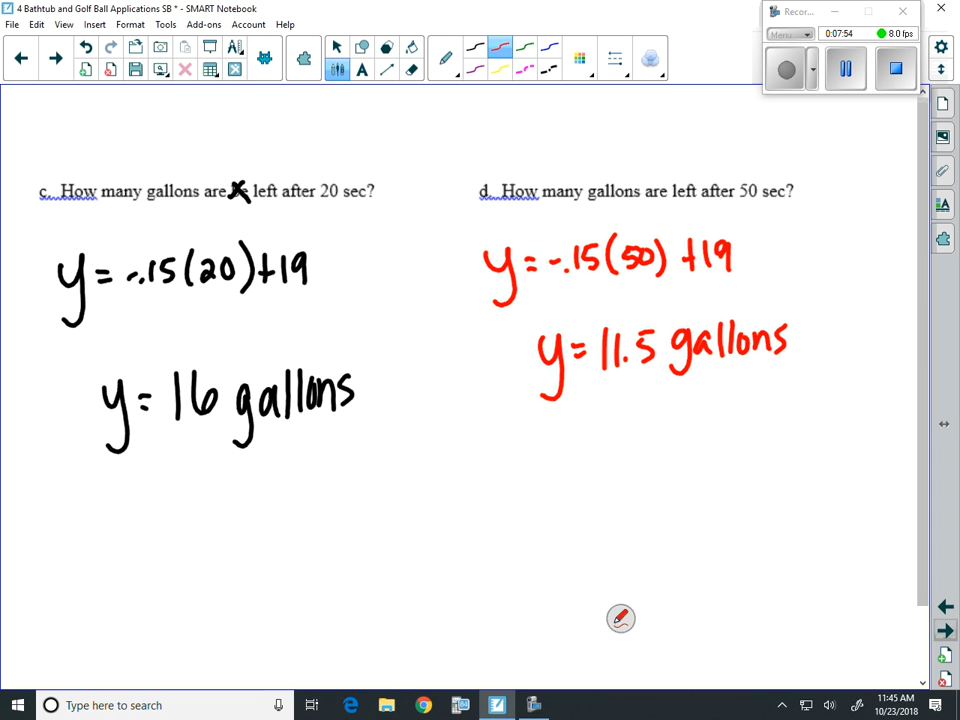 4 Bathtub and Golf Ball Applications SB * - SMART Notebook
File Edit View Insert Format Tools Add-ons Account Help
Recor...
Menu
0:07:54
8.0 fps
c. How many gallons are left after 20 sec?
y = -.15(20)+19
y = 16 gallons
d. How many gallons are left after 50 sec?
y = -.15(50) +19
y = 11.5 gallons
Type here to search
11:45 AM
10/23/2018